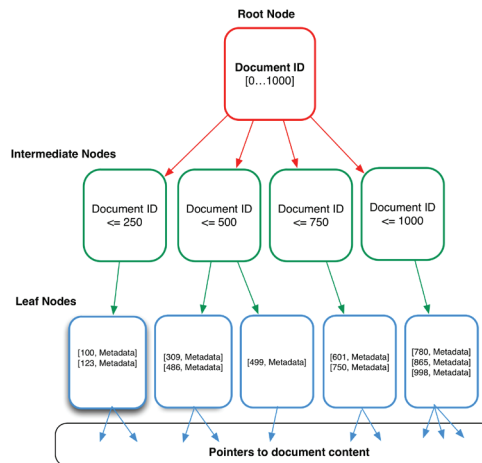 Root Node
Document ID
[0...1000]
Intermediate Nodes
Document ID
<= 250
Document ID
<= 500
Document ID
<= 750
Document ID
<= 1000
Leaf Nodes
[100, Metadata]
[123, Metadata]
[309, Metadata]
[486, Metadata]
[499, Metadata]
[601, Metadata]
[750, Metadata]
[780, Metadata]
[865, Metadata]
[998, Metadata]
Pointers to document content